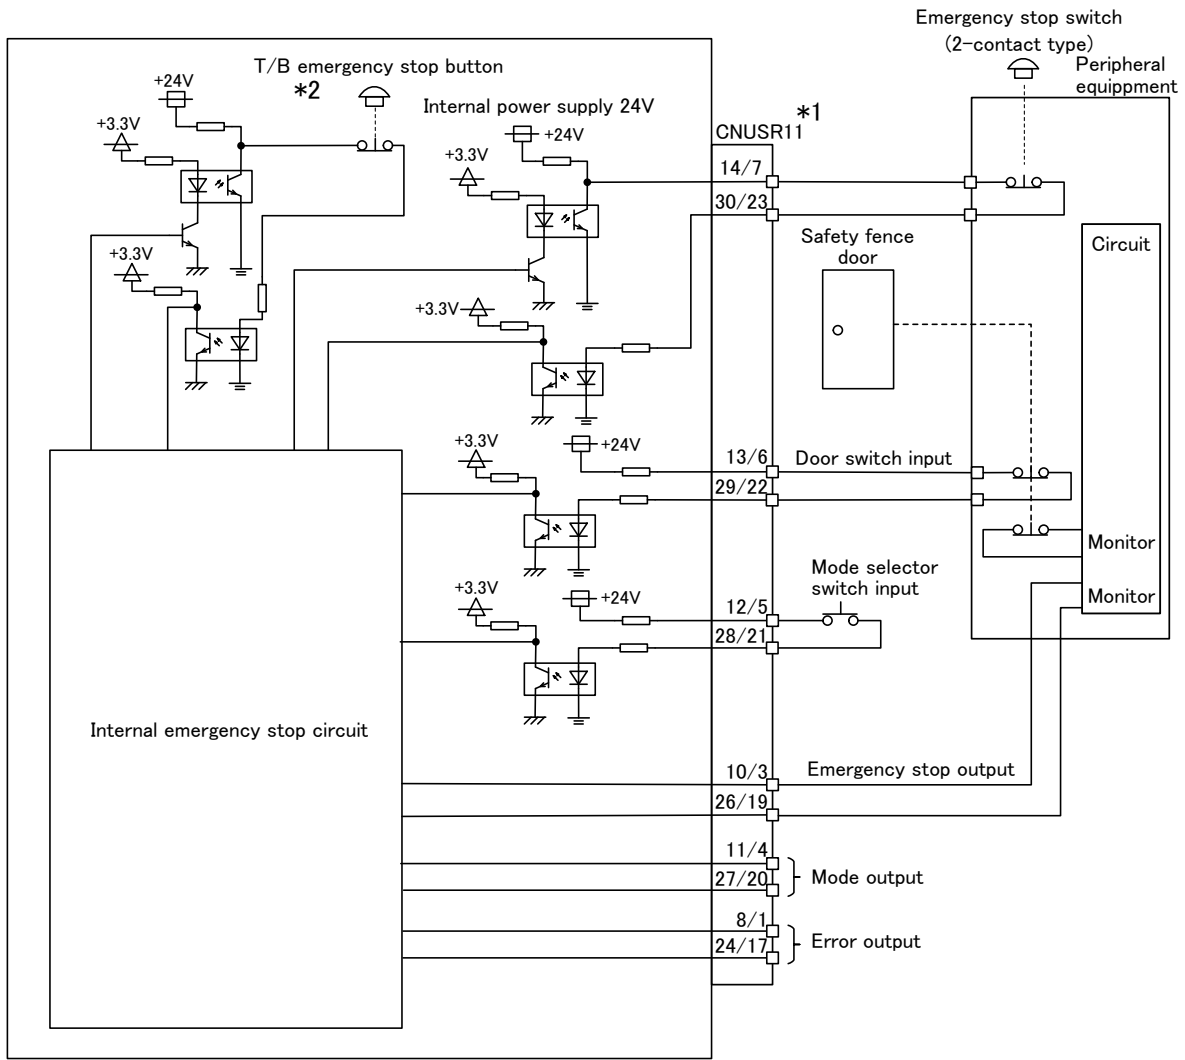 Emergency stop switch
(2-contact type)
Peripheral
equippment
T/B emergency stop button
*2
+24V
Internal power supply 24V
+3.3V
+24V
+3.3V
*1
CNUSR11
14/7
30/23
+3.3V
Safety fence
door
Circuit
+3.3V
+3.3V
+24V
13/6
Door switch input
29/22
Monitor
Mode selector
switch input
Monitor
+3.3V
+24V
12/5
28/21
Internal emergency stop circuit
10/3
Emergency stop output
26/19
11/4
27/20
Mode output
8/1
24/17
Error output